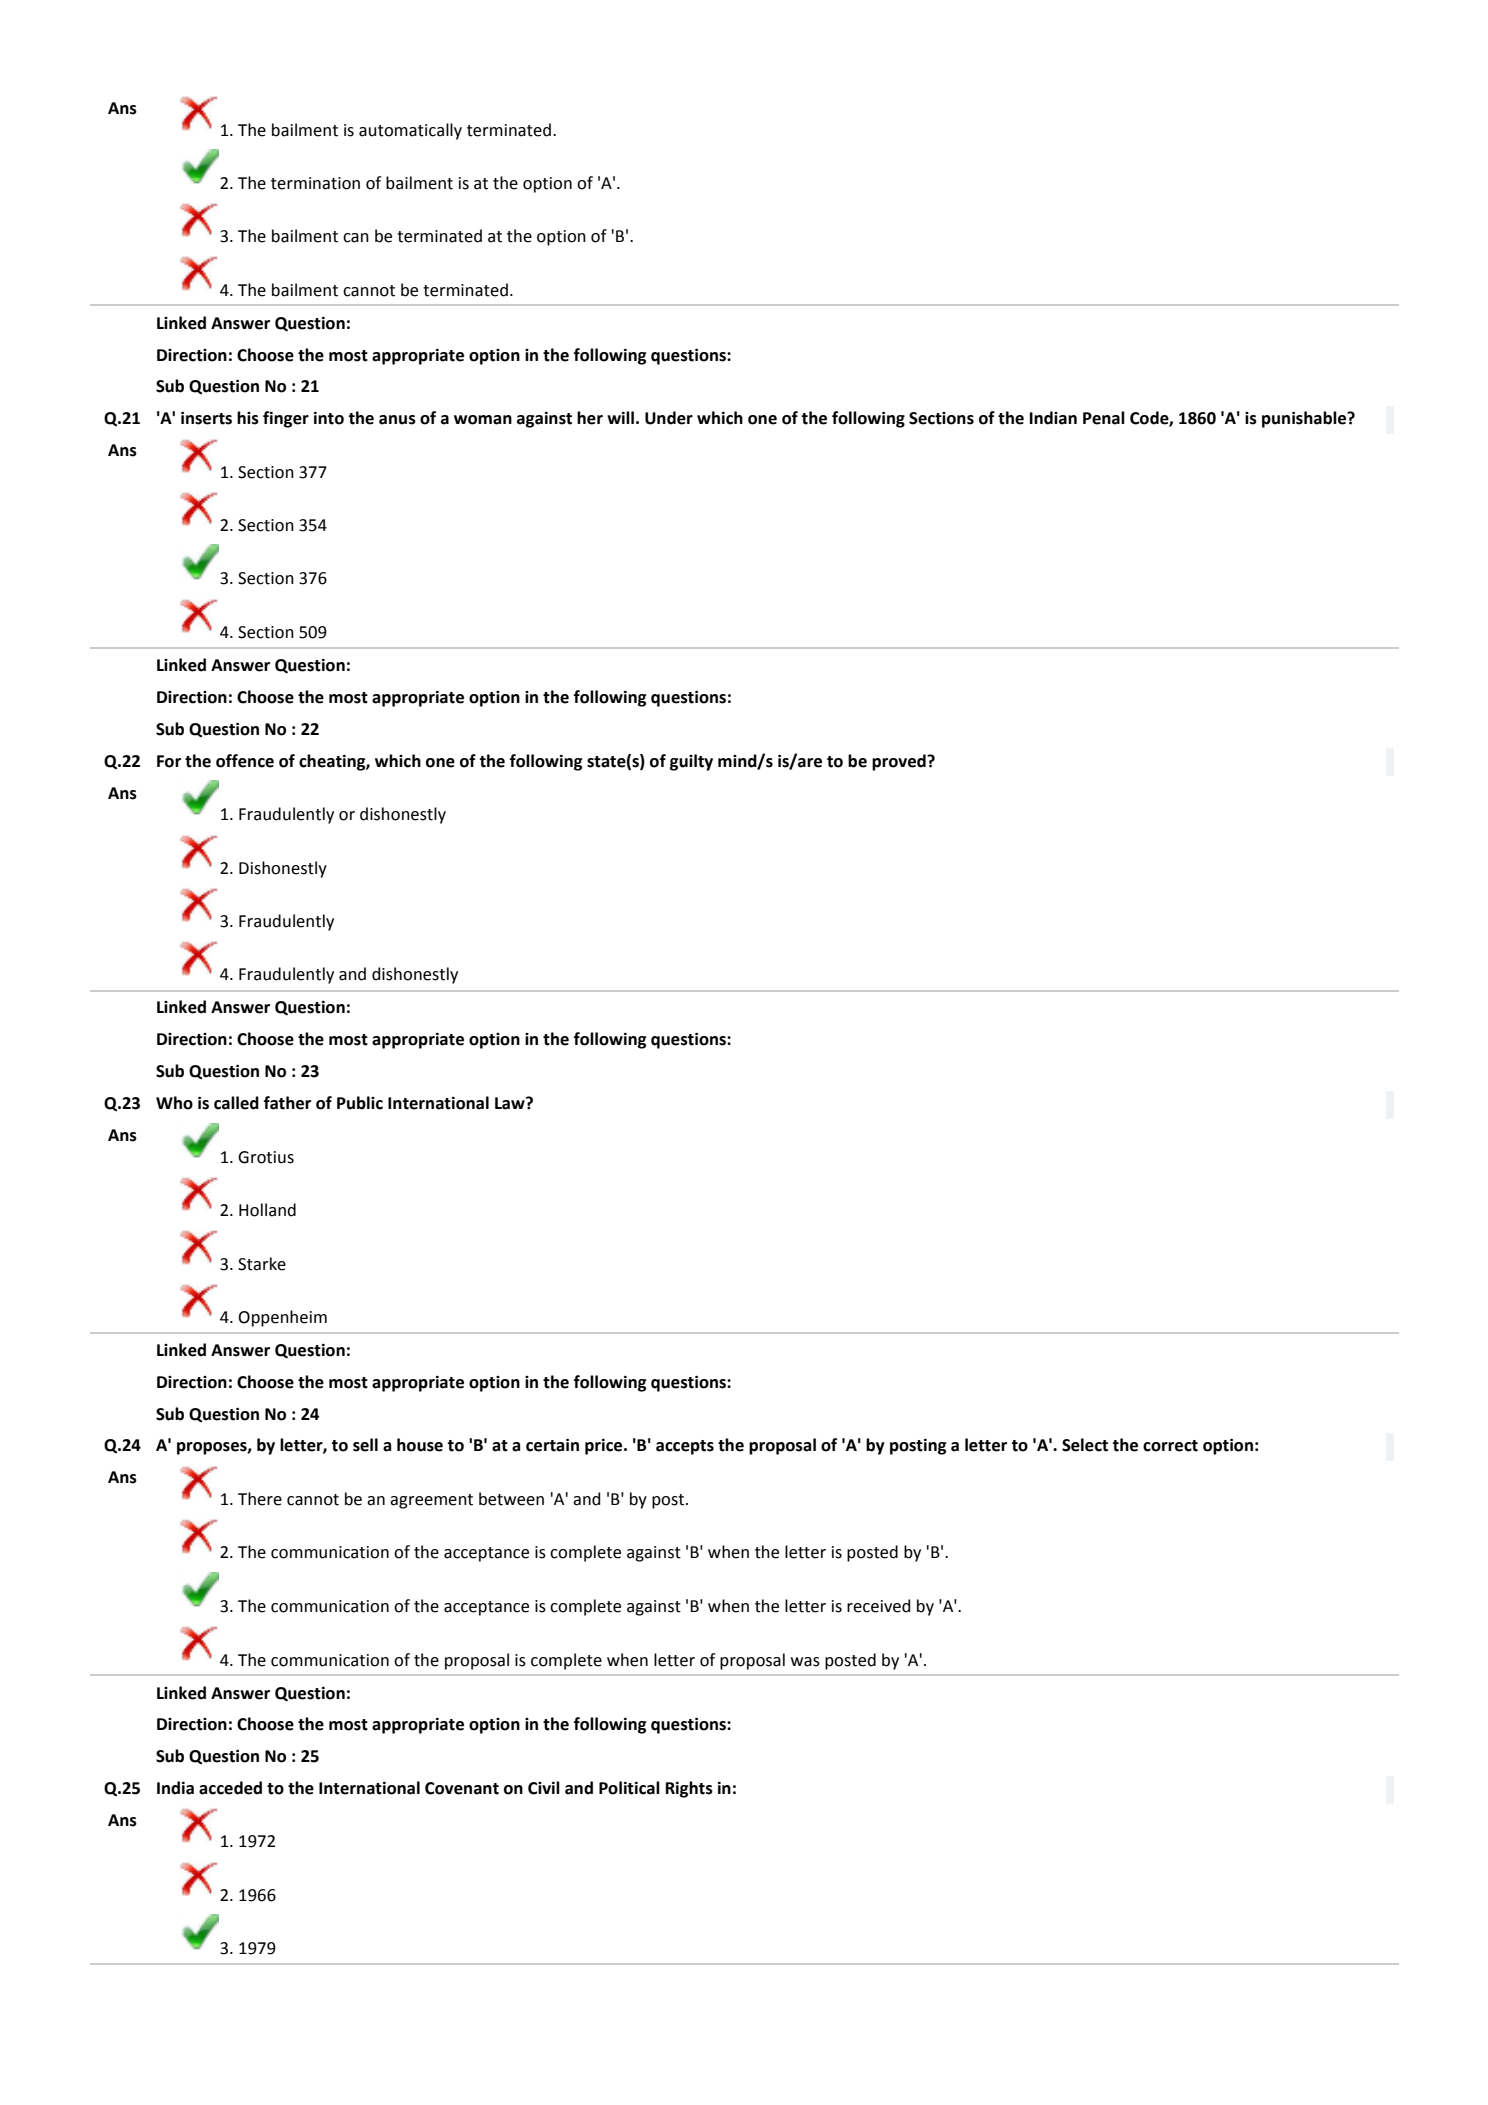 Ans
1. The bailment is automatically terminated.
2. The termination of bailment is at the option of 'A'.
3. The bailment can be terminated at the option of 'B'.
4. The bailment cannot be terminated.
Linked Answer Question:
Direction: Choose the most appropriate option in the following questions:
Sub Question No : 21
Q.21 'A' inserts his finger into the anus of a woman against her will. Under which one of the following Sections of the Indian Penal Code, 1860 'A' is punishable?
Ans
1. Section 377
2. Section 354
3. Section 376
4. Section 509
Linked Answer Question:
Direction: Choose the most appropriate option in the following questions:
Sub Question No : 22
Q.22 For the offence of cheating, which one of the following state(s) of guilty mind/s is/are to be proved?
Ans
1. Fraudulently or dishonestly
2. Dishonestly
3. Fraudulently
4. Fraudulently and dishonestly
Linked Answer Question:
Direction: Choose the most appropriate option in the following questions:
Sub Question No : 23
Q.23 Who is called father of Public International Law?
Ans
1. Grotius
2. Holland
3. Starke
4. Oppenheim
Linked Answer Question:
Direction: Choose the most appropriate option in the following questions:
Sub Question No : 24
Q.24 A' proposes, by letter, to sell a house to 'B' at a certain price. 'B' accepts the proposal of 'A' by posting a letter to 'A'. Select the correct option:
Ans
1. There cannot be an agreement between 'A' and 'B' by post.
2. The communication of the acceptance is complete against 'B' when the letter is posted by 'B'.
3. The communication of the acceptance is complete against 'B' when the letter is received by 'A'.
4. The communication of the proposal is complete when letter of proposal was posted by 'A'.
Linked Answer Question:
Direction: Choose the most appropriate option in the following questions:
Sub Question No : 25
Q.25 India acceded to the International Covenant on Civil and Political Rights in:
Ans
1. 1972
2. 1966
3. 1979